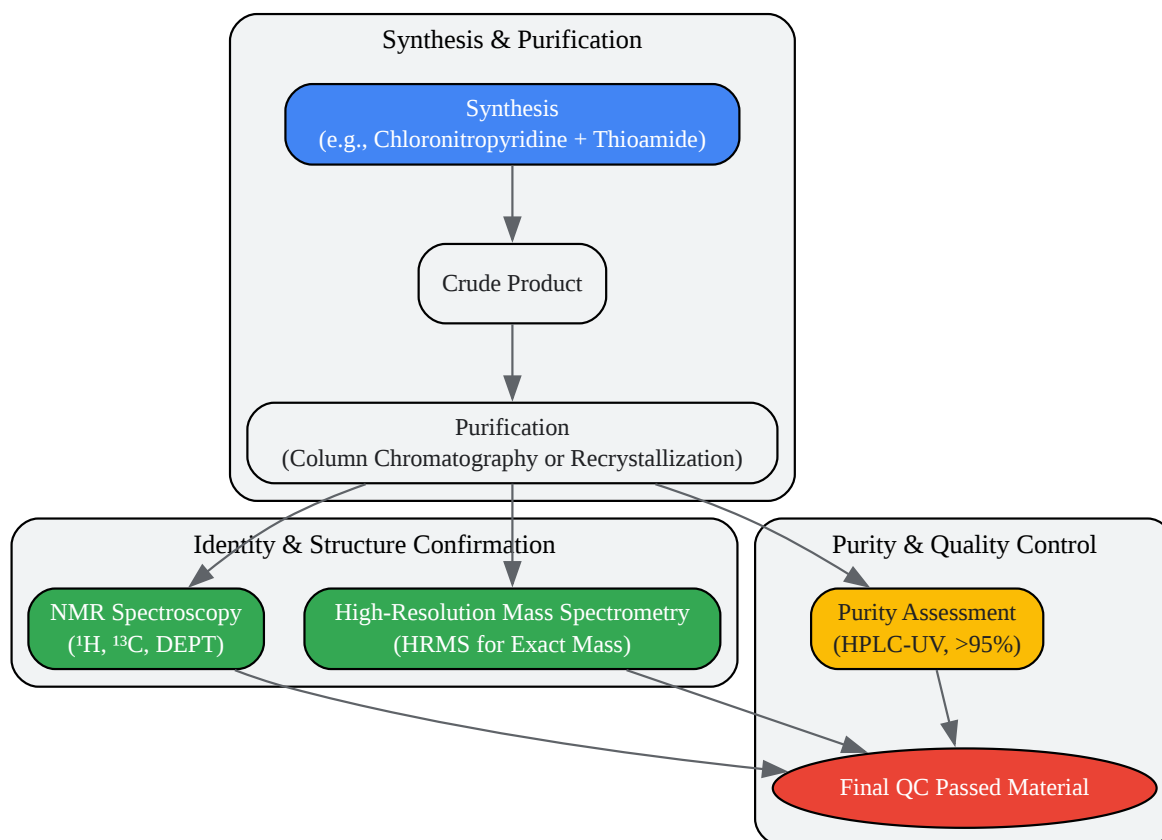 Synthesis & Purification
Synthesis
(e.g., Chloronitropyridine + Thioamide)
Crude Product
Purification
(Column Chromatography or Recrystallization)
Identity & Structure Confirmation
NMR Spectroscopy
(¹H, ¹³C, DEPT)
High-Resolution Mass Spectrometry
(HRMS for Exact Mass)
Purity & Quality Control
Purity Assessment
(HPLC-UV, >95%)
Final QC Passed Material